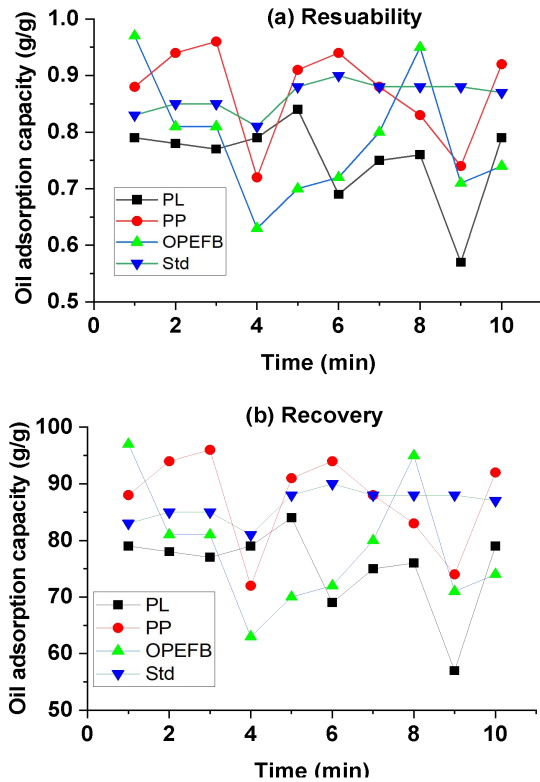 (a) Resuability
Oil adsorption capacity (g/g)
1.0
0.9
0.8
0.7
0.6
0.5
PL
PP
OPEFB
Std
0 2 4 6 8 10
Time (min)
(b) Recovery
Oil adsorption capacity (g/g)
100
90
80
70
60
50
PL
PP
OPEFB
Std
0 2 4 6 8 10
Time (min)